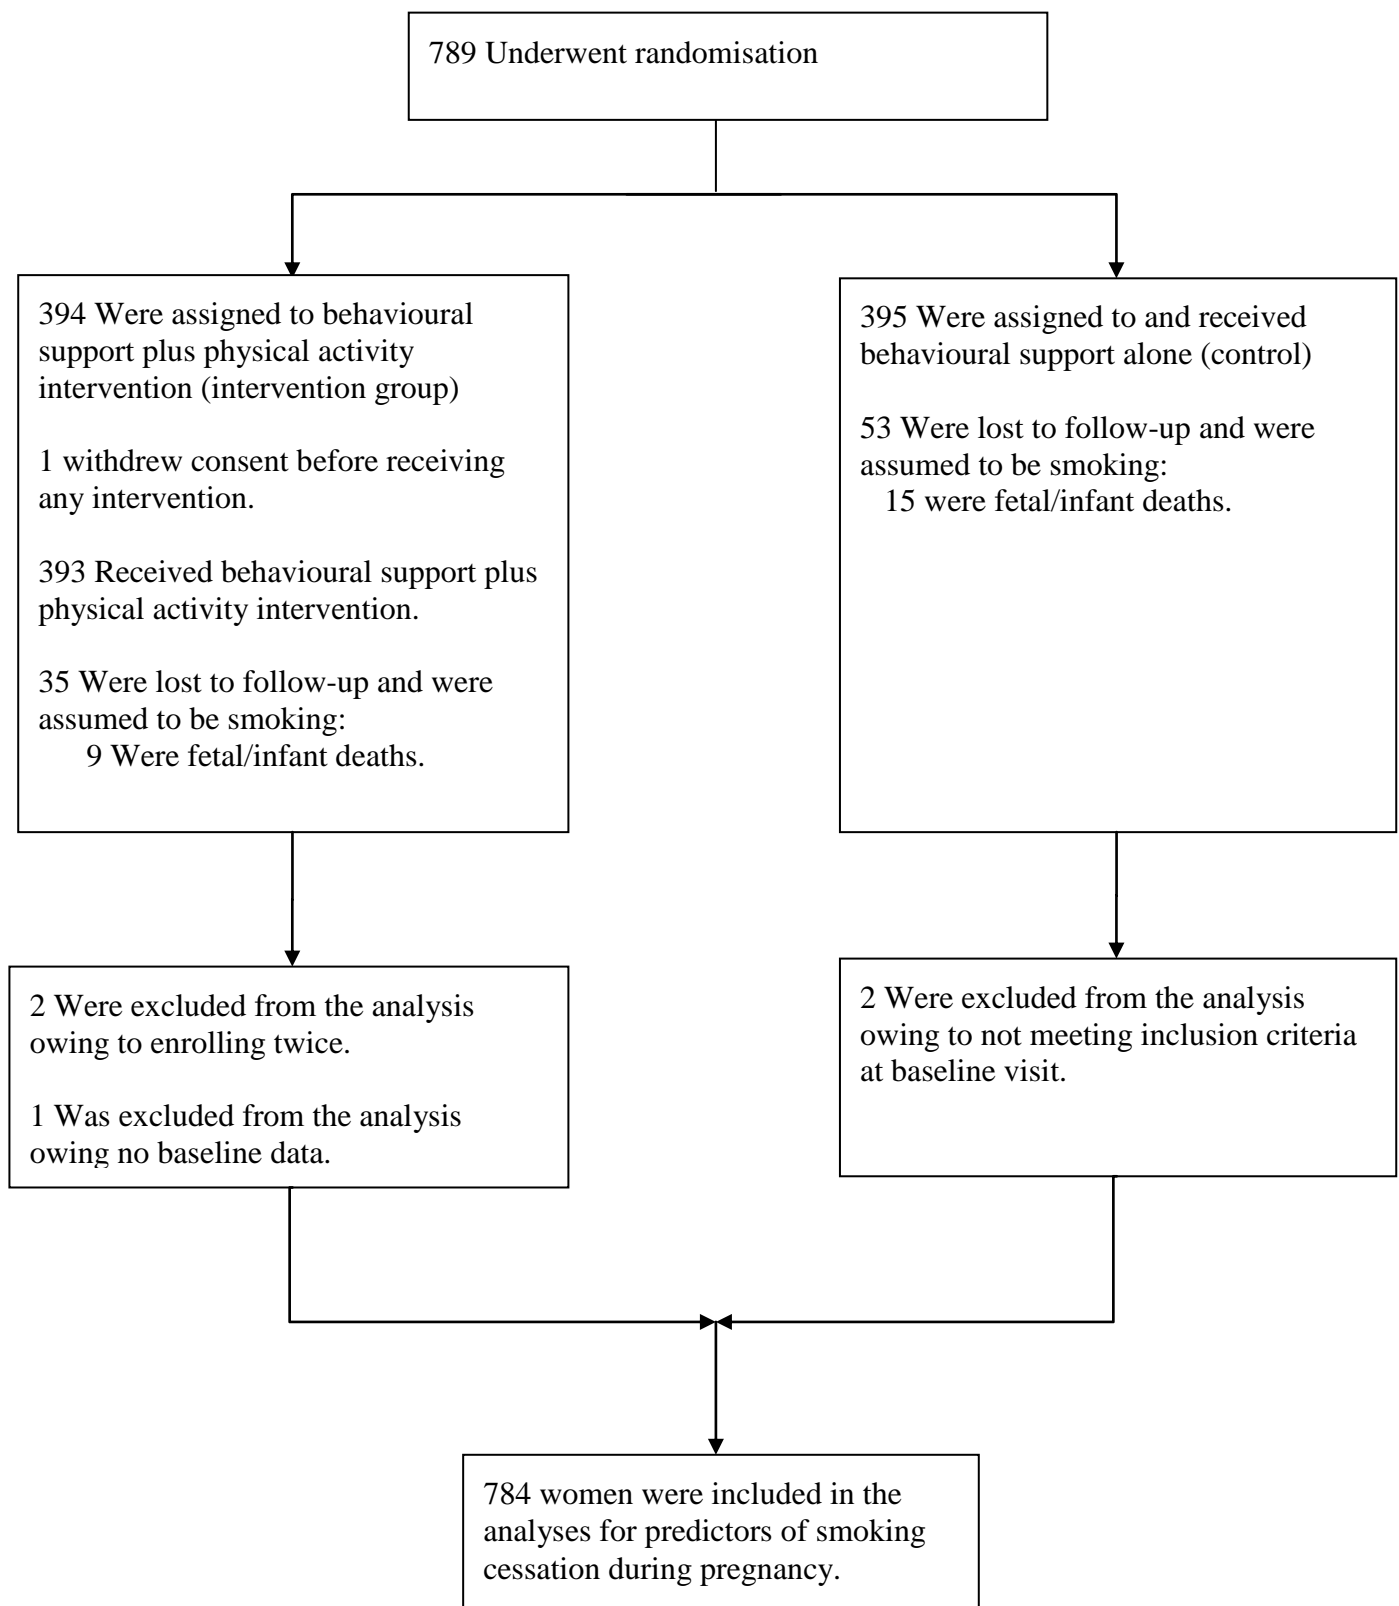 789 Underwent randomisation
394 Were assigned to behavioural
support plus physical activity
intervention (intervention group)
1 withdrew consent before receiving
any intervention.
393 Received behavioural support plus
physical activity intervention.
35 Were lost to follow-up and were
assumed to be smoking:
9 Were fetal/infant deaths.
395 Were assigned to and received
behavioural support alone (control)
53 Were lost to follow-up and were
assumed to be smoking:
15 were fetal/infant deaths.
2 Were excluded from the analysis
owing to enrolling twice.
1 Was excluded from the analysis
owing no baseline data.
2 Were excluded from the analysis
owing to not meeting inclusion criteria
at baseline visit.
784 women were included in the
analyses for predictors of smoking
cessation during pregnancy.